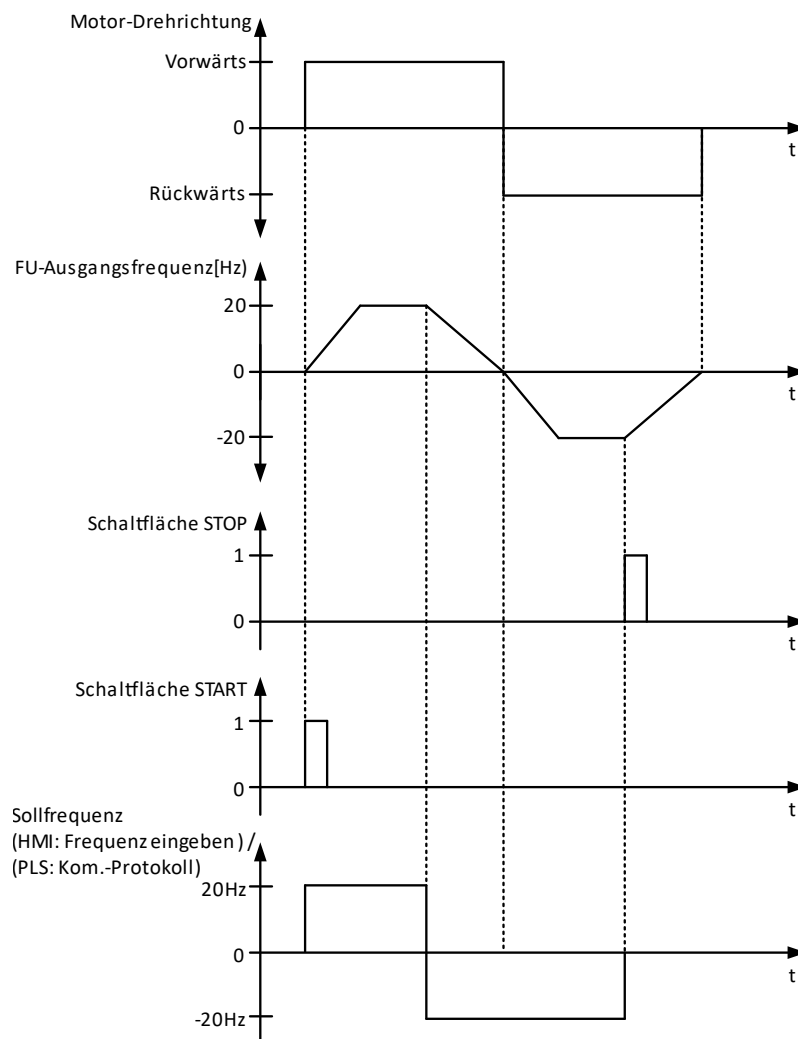 Motor-Drehrichtung
Vorwärts
0
t
Rückwärts
FU-Ausgangsfrequenz[Hz)
20
0
t
-20
Schaltfläche STOP
1
0
t
Schaltfläche START
1
0
t
Sollfrequenz
(HMI: Frequenz eingeben ) /
(PLS: Kom.-Protokoll)
20Hz
0
t
-20Hz